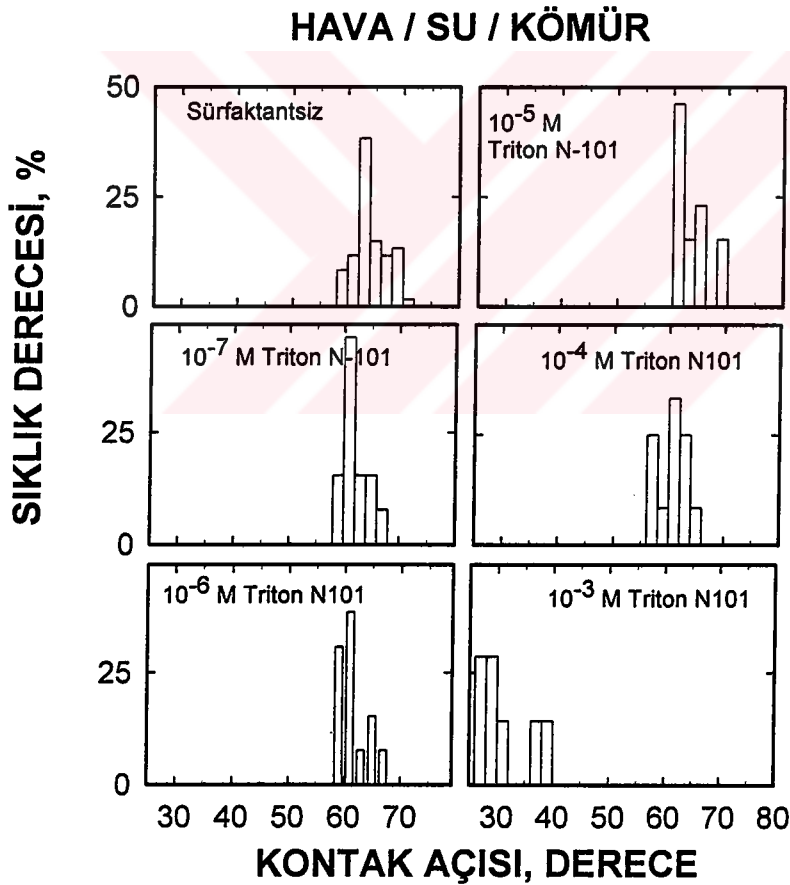 HAVA / SU / KÖMÜR
SIKLIK DERECESİ, %
50
25
0
Sürfaktantsiz
10⁻⁵ M
Triton N-101
25
0
10⁻⁷ M Triton N-101
10⁻⁴ M Triton N101
25
0
10⁻⁶ M Triton N101
10⁻³ M Triton N101
30 40 50 60 70 30 40 50 60 70 80
KONTAK AÇISI, DERECE